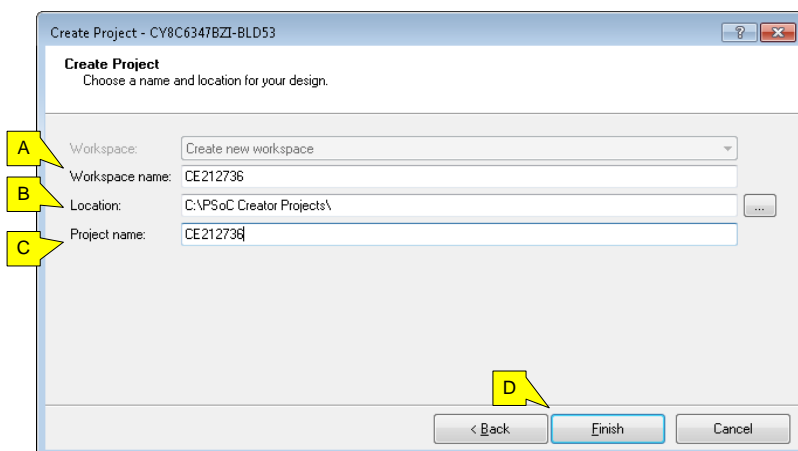 Create Project - CY8C6347BZI-BLD53
?
Create Project
Choose a name and location for your design.
A
Workspace: Create new workspace
Workspace name: CE212736
B
Location: C:\PSoC Creator Projects\ ...
C
Project name: CE212736
D
< Back Finish Cancel